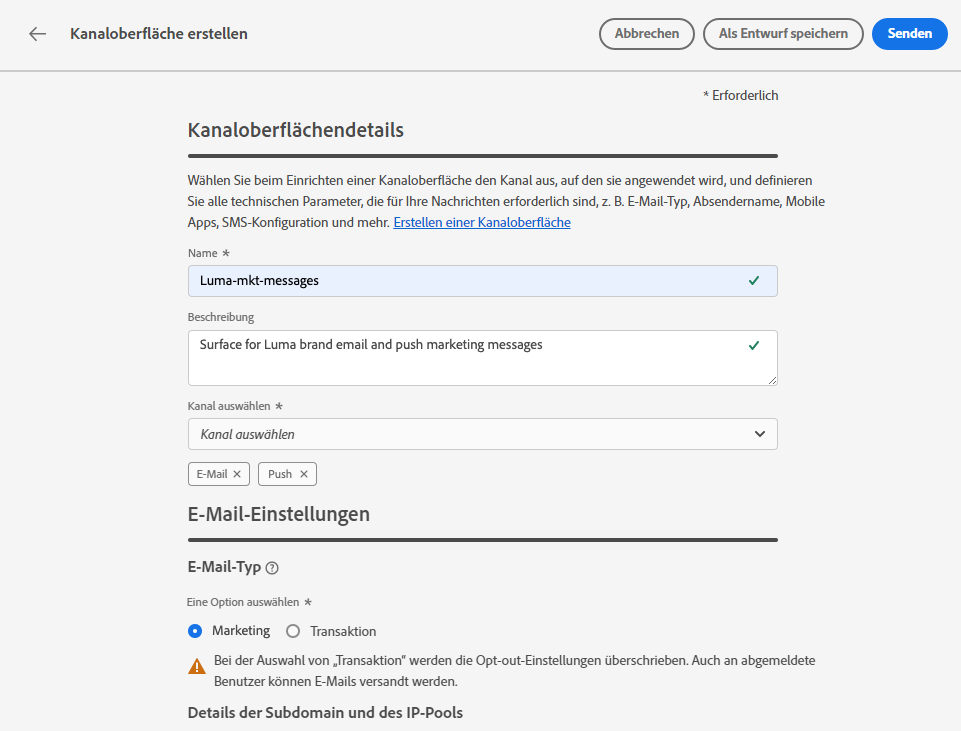 Kanaloberfläche erstellen
Abbrechen
Als Entwurf speichern
Senden
* Erforderlich
Kanaloberflächendetails
Wählen Sie beim Einrichten einer Kanaloberfläche den Kanal aus, auf den sie angewendet wird, und definieren
Sie alle technischen Parameter, die für Ihre Nachrichten erforderlich sind, z. B. E-Mail-Typ, Absendername, Mobile
Apps, SMS-Konfiguration und mehr. Erstellen einer Kanaloberfläche
Name *
Luma-mkt-messages
Beschreibung
Surface for Luma brand email and push marketing messages
Kanal auswählen *
Kanal auswählen
E-Mail ×
Push ×
E-Mail-Einstellungen
E-Mail-Typ ?
Eine Option auswählen *
Marketing
Transaktion
Bei der Auswahl von „Transaktion“ werden die Opt-out-Einstellungen überschrieben. Auch an abgemeldete
Benutzer können E-Mails versandt werden.
Details der Subdomain und des IP-Pools